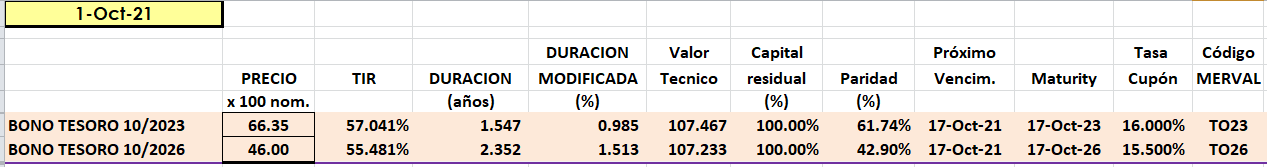 1-Oct-21
DURACION Valor Capital Próximo Tasa Código
PRECIO TIR DURACION MODIFICADA Tecnico residual Paridad Vencim. Maturity Cupón MERVAL
x 100 nom. (años) (%) (%) (%)
BONO TESORO 10/2023 66.35 57.041% 1.547 0.985 107.467 100.00% 61.74% 17-Oct-21 17-Oct-23 16.000% TO23
BONO TESORO 10/2026 46.00 55.481% 2.352 1.513 107.233 100.00% 42.90% 17-Oct-21 17-Oct-26 15.500% TO26